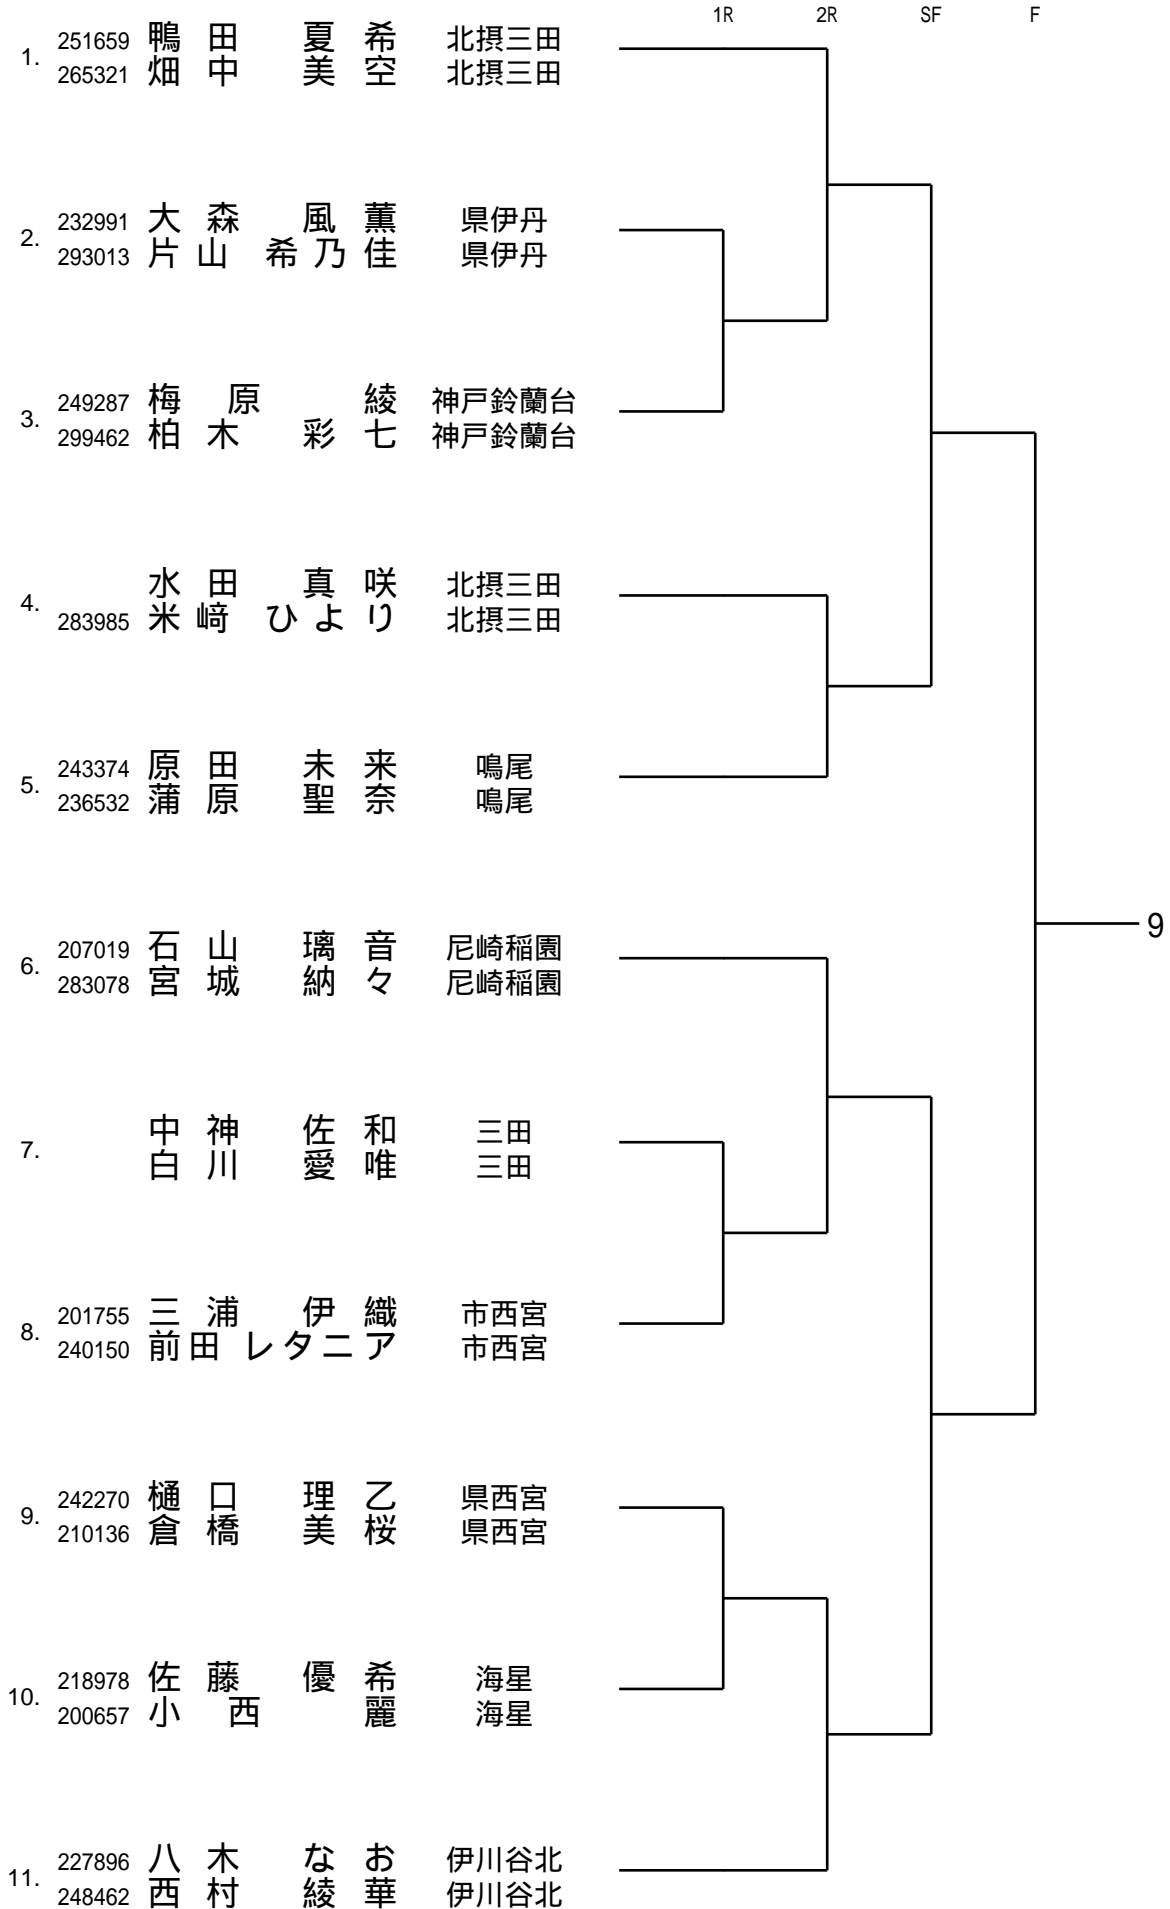 1R 2R SF F
1. 251659 鴨田 夏希 北摂三田
265321 畑中 美空 北摂三田
2. 232991 大森 風薫 県伊丹
293013 片山 希乃佳 県伊丹
3. 249287 梅原 綾 神戸鈴蘭台
299462 柏木 彩七 神戸鈴蘭台
4. 水田 真咲 北摂三田
283985 米﨑 ひより 北摂三田
5. 243374 原田 未来 鳴尾
236532 蒲原 聖奈 鳴尾
9
6. 207019 石山 璃音 尼崎稲園
283078 宮城 納々 尼崎稲園
7. 中神 佐和 三田
白川 愛唯 三田
8. 201755 三浦 伊織 市西宮
240150 前田 レタニア 市西宮
9. 242270 樋口 理乙 県西宮
210136 倉橋 美桜 県西宮
10. 218978 佐藤 優希 海星
200657 小西 麗 海星
11. 227896 八木 なお 伊川谷北
248462 西村 綾華 伊川谷北